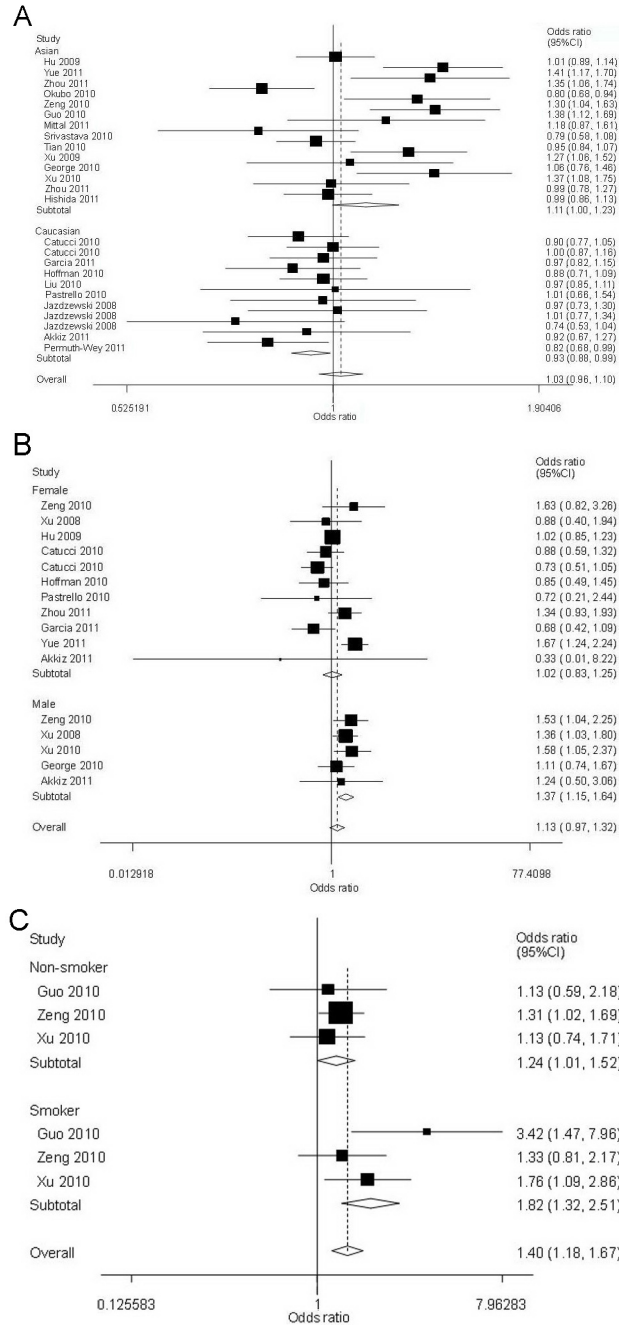 A
Study
Odds ratio
(95%CI)
Asian
Hu 2009 1.01 (0.89, 1.14)
Yue 2011 1.41 (1.17, 1.70)
Zhou 2011 1.35 (1.06, 1.74)
Okubo 2010 0.80 (0.68, 0.94)
Zeng 2010 1.30 (1.04, 1.63)
Guo 2010 1.38 (1.12, 1.69)
Mittal 2011 1.18 (0.87, 1.61)
Srivastava 2010 0.79 (0.58, 1.08)
Tian 2010 0.95 (0.84, 1.07)
Xu 2009 1.27 (1.06, 1.52)
George 2010 1.06 (0.76, 1.46)
Xu 2010 1.37 (1.08, 1.75)
Zhou 2011 0.99 (0.78, 1.27)
Hishida 2011 0.99 (0.86, 1.13)
Subtotal 1.11 (1.00, 1.23)
Caucasian
Catucci 2010 0.90 (0.77, 1.05)
Catucci 2010 1.00 (0.87, 1.16)
Garcia 2011 0.97 (0.82, 1.15)
Hoffman 2010 0.88 (0.71, 1.09)
Liu 2010 0.97 (0.85, 1.11)
Pastrello 2010 1.01 (0.66, 1.54)
Jazdzewski 2008 0.97 (0.73, 1.30)
Jazdzewski 2008 1.01 (0.77, 1.34)
Jazdzewski 2008 0.74 (0.53, 1.04)
Akkiz 2011 0.92 (0.67, 1.27)
Permuth-Wey 2011 0.82 (0.68, 0.99)
Subtotal 0.93 (0.88, 0.99)
Overall 1.03 (0.96, 1.10)
0.525191 1 1.90406
Odds ratio
B
Study
Odds ratio
(95%CI)
Female
Zeng 2010 1.63 ( 0.82, 3.26)
Xu 2008 0.88 ( 0.40, 1.94)
Hu 2009 1.02 ( 0.85, 1.23)
Catucci 2010 0.88 ( 0.59, 1.32)
Catucci 2010 0.73 ( 0.51, 1.05)
Hoffman 2010 0.85 ( 0.49, 1.45)
Pastrello 2010 0.72 ( 0.21, 2.44)
Zhou 2011 1.34 ( 0.93, 1.93)
Garcia 2011 0.68 ( 0.42, 1.09)
Yue 2011 1.67 ( 1.24, 2.24)
Akkiz 2011 0.33 ( 0.01, 8.22)
Subtotal 1.02 ( 0.83, 1.25)
Male
Zeng 2010 1.53 ( 1.04, 2.25)
Xu 2008 1.36 ( 1.03, 1.80)
Xu 2010 1.58 ( 1.05, 2.37)
George 2010 1.11 ( 0.74, 1.67)
Akkiz 2011 1.24 ( 0.50, 3.06)
Subtotal 1.37 ( 1.15, 1.64)
Overall 1.13 ( 0.97, 1.32)
0.012918 1 77.4098
Odds ratio
C
Study
Odds ratio
(95%CI)
Non-smoker
Guo 2010 1.13 (0.59, 2.18)
Zeng 2010 1.31 (1.02, 1.69)
Xu 2010 1.13 (0.74, 1.71)
Subtotal 1.24 (1.01, 1.52)
Smoker
Guo 2010 3.42 (1.47, 7.96)
Zeng 2010 1.33 (0.81, 2.17)
Xu 2010 1.76 (1.09, 2.86)
Subtotal 1.82 (1.32, 2.51)
Overall 1.40 (1.18, 1.67)
0.125583 1 7.96283
Odds ratio